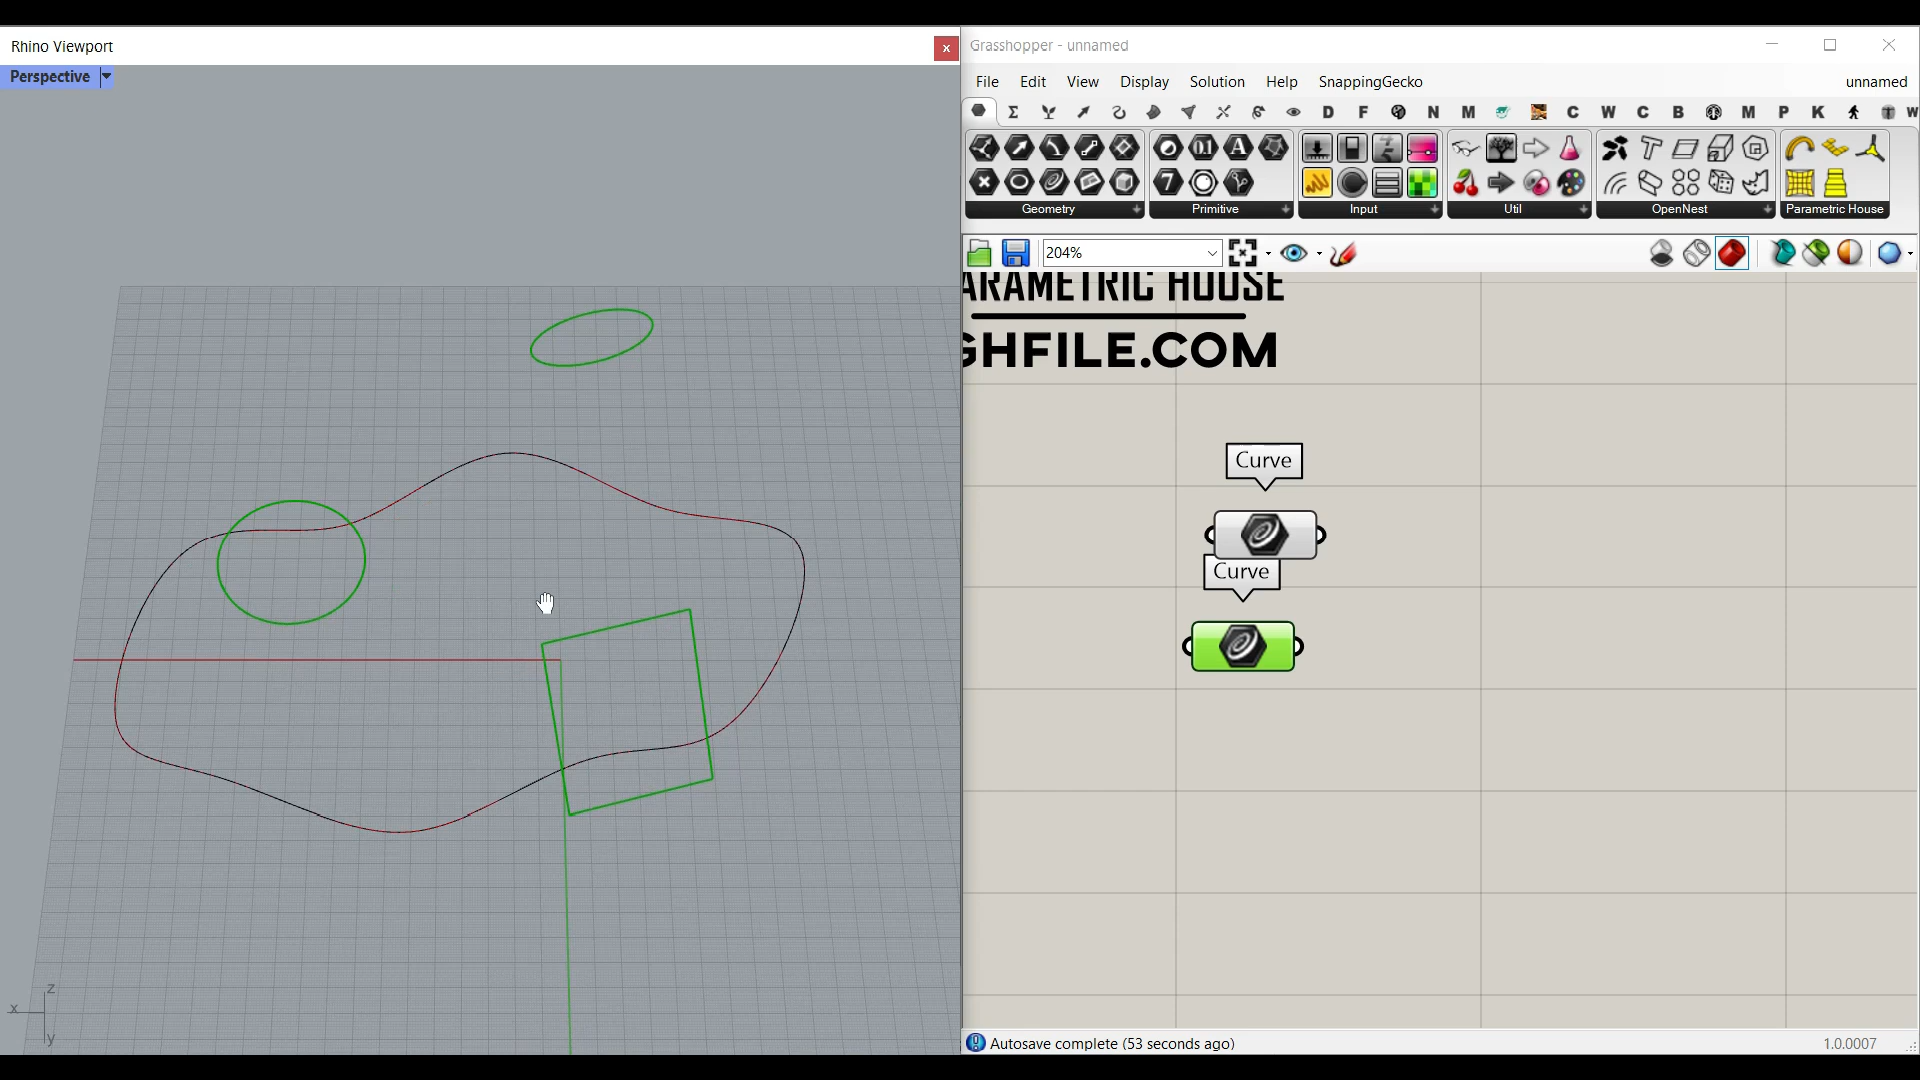 Rhino Viewport
x
Perspective
Grasshopper - unnamed
File Edit View Display Solution Help SnappingGecko
unnamed
D F N M C W C B M P K W
Geometry
Primitive
Input
Util
OpenNest
Parametric House
204%
ARAMETRIC HOUSE
GHFILE.COM
Curve
Curve
z
x
y
Autosave complete (53 seconds ago)
1.0.0007